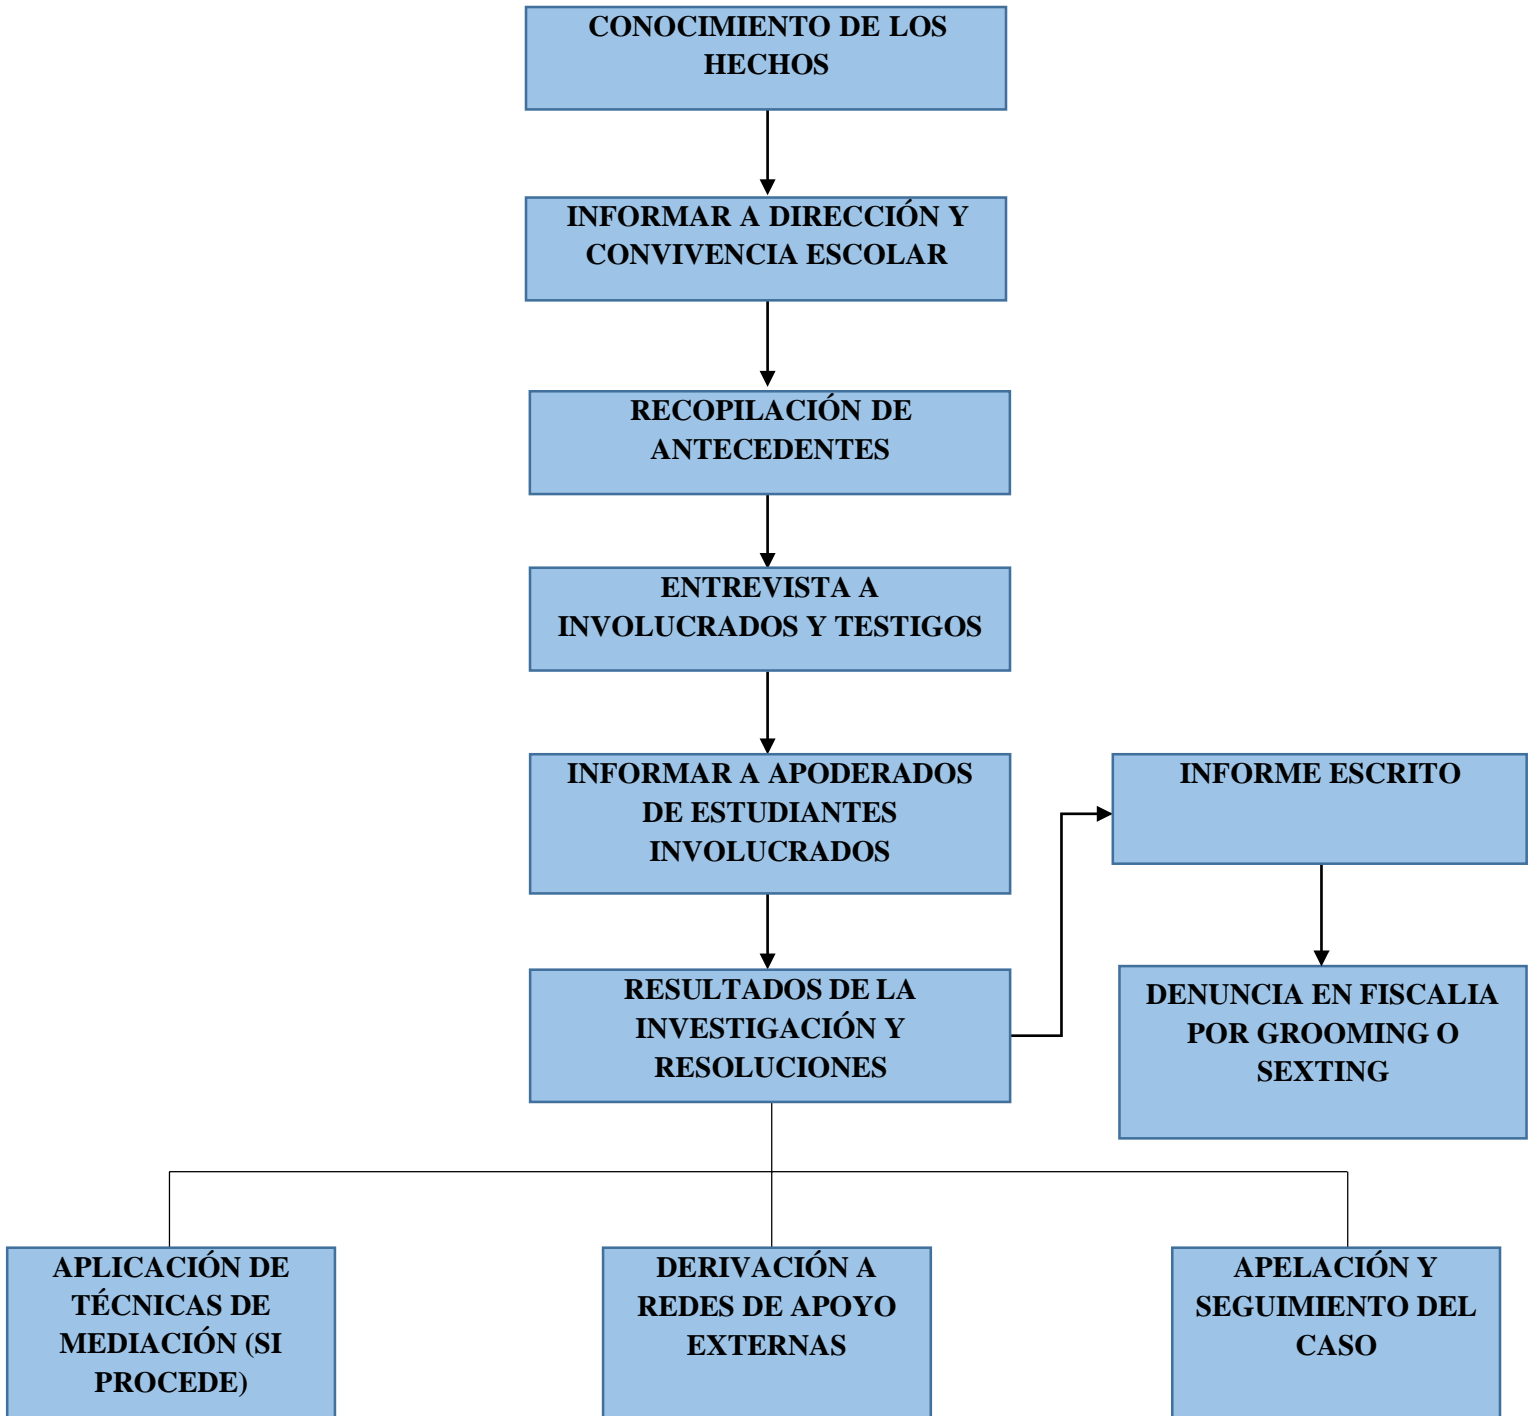 CONOCIMIENTO DE LOS
HECHOS
INFORMAR A DIRECCIÓN Y
CONVIVENCIA ESCOLAR
RECOPILACIÓN DE
ANTECEDENTES
ENTREVISTA A
INVOLUCRADOS Y TESTIGOS
INFORMAR A APODERADOS
DE ESTUDIANTES
INVOLUCRADOS
INFORME ESCRITO
RESULTADOS DE LA
INVESTIGACIÓN Y
RESOLUCIONES
DENUNCIA EN FISCALIA
POR GROOMING O
SEXTING
APLICACIÓN DE
TÉCNICAS DE
MEDIACIÓN (SI
PROCEDE)
DERIVACIÓN A
REDES DE APOYO
EXTERNAS
APELACIÓN Y
SEGUIMIENTO DEL
CASO